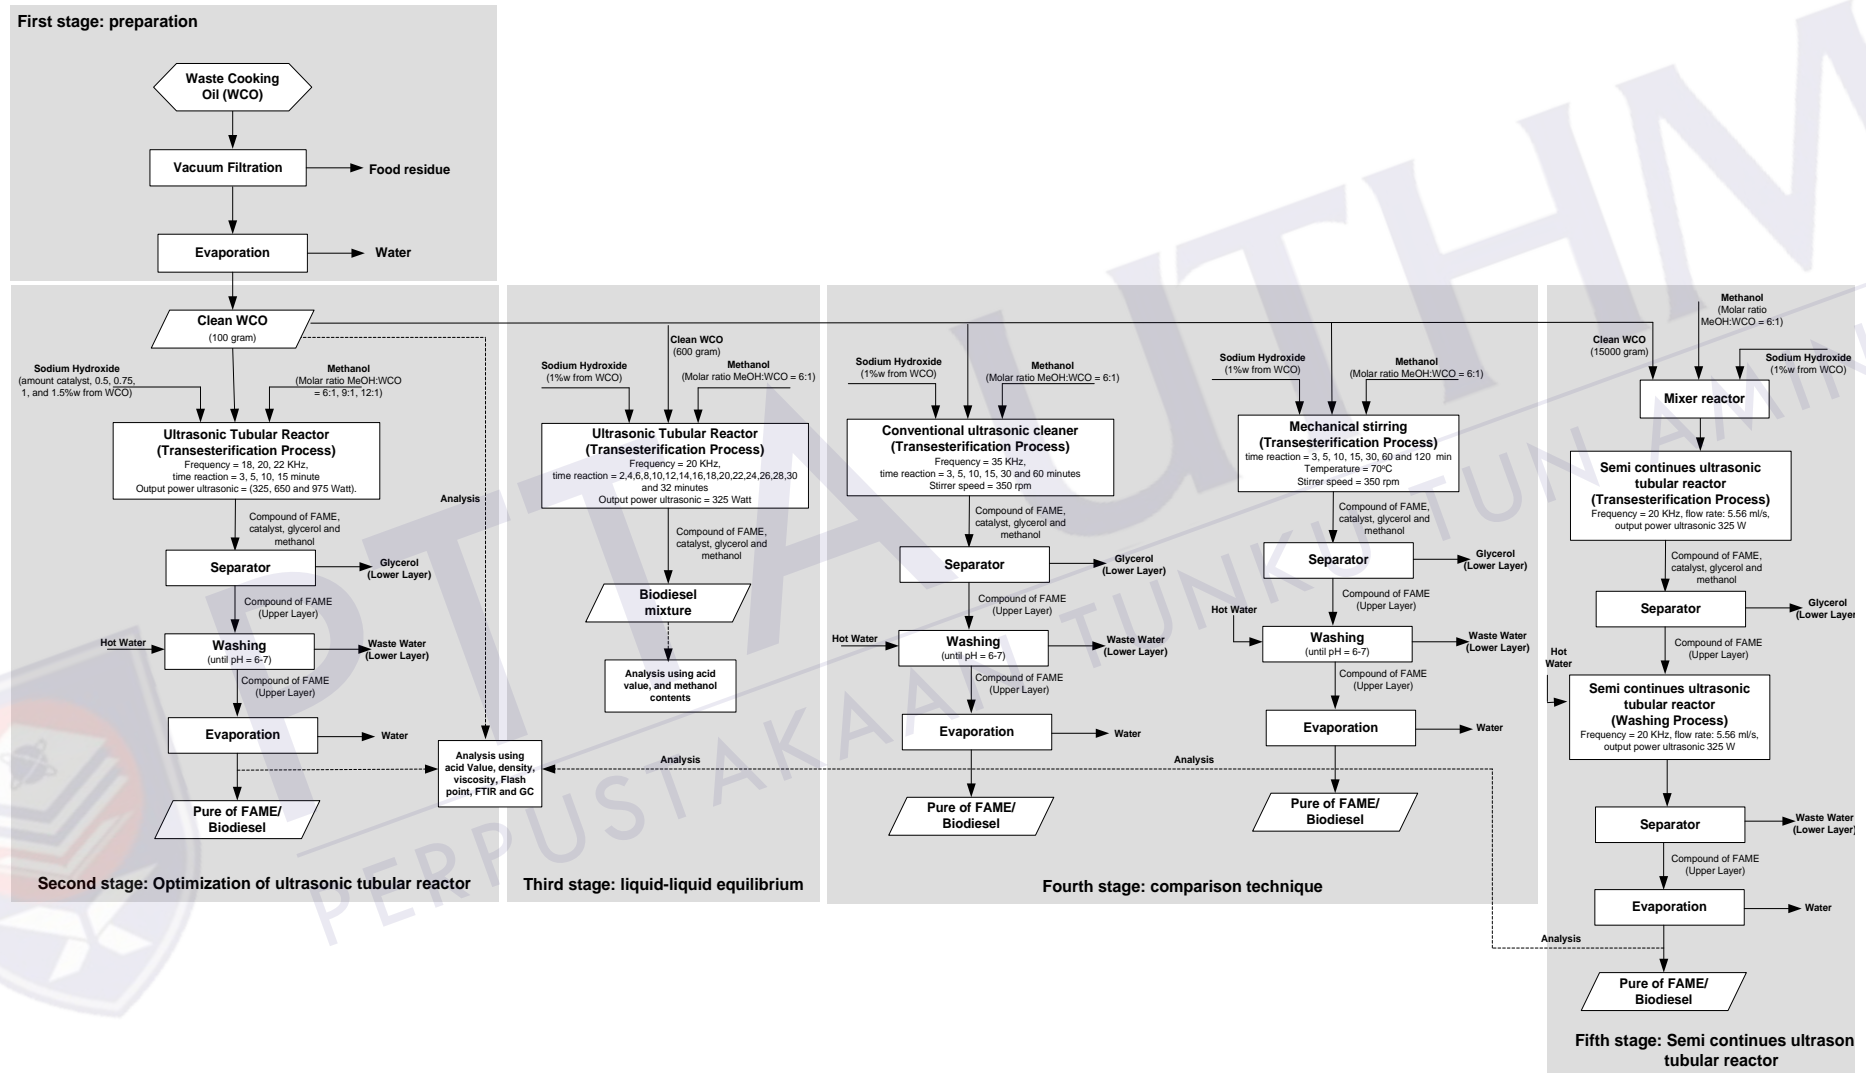 First stage: preparation
Waste Cooking
Oil (WCO)
Vacuum Filtration
Food residue
Evaporation
Water
Clean WCO
(100 gram)
Sodium Hydroxide
(amount catalyst, 0.5, 0.75,
1, and 1.5%w from WCO)
Methanol
(Molar ratio MeOH:WCO
= 6:1, 9:1, 12:1)
Ultrasonic Tubular Reactor
(Transesterification Process)
Frequency = 18, 20, 22 KHz,
time reaction = 3, 5, 10, 15 minute
Output power ultrasonic = (325, 650 and 975 Watt).
Analysis
Compound of FAME,
catalyst, glycerol and
methanol
Separator
Glycerol
(Lower Layer)
Compound of FAME
(Upper Layer)
Hot Water
Washing
(until pH = 6-7)
Waste Water
(Lower Layer)
Compound of FAME
(Upper Layer)
Evaporation
Water
Analysis using
acid Value, density,
viscosity, Flash
point, FTIR and GC
Pure of FAME/
Biodiesel
Second stage: Optimization of ultrasonic tubular reactor
Clean WCO
(600 gram)
Sodium Hydroxide
(1%w from WCO)
Methanol
(Molar ratio MeOH:WCO = 6:1)
Ultrasonic Tubular Reactor
(Transesterification Process)
Frequency = 20 KHz,
time reaction = 2,4,6,8,10,12,14,16,18,20,22,24,26,28,30
and 32 minutes
Output power ultrasonic = 325 Watt
Compound of FAME,
catalyst, glycerol and
methanol
Biodiesel
mixture
Analysis using acid
value, and methanol
contents
Third stage: liquid-liquid equilibrium
Sodium Hydroxide
(1%w from WCO)
Methanol
(Molar ratio MeOH:WCO = 6:1)
Conventional ultrasonic cleaner
(Transesterification Process)
Frequency = 35 KHz,
time reaction = 3, 5, 10, 15, 30 and 60 minutes
Stirrer speed = 350 rpm
Compound of FAME,
catalyst, glycerol and
methanol
Separator
Glycerol
(Lower Layer)
Compound of FAME
(Upper Layer)
Hot Water
Washing
(until pH = 6-7)
Waste Water
(Lower Layer)
Compound of FAME
(Upper Layer)
Evaporation
Water
Analysis
Pure of FAME/
Biodiesel
Sodium Hydroxide
(1%w from WCO)
Methanol
(Molar ratio MeOH:WCO = 6:1)
Mechanical stirring
(Transesterification Process)
time reaction = 3, 5, 10, 15, 30, 60 and 120 min
Temperature = 70ºC
Stirrer speed = 350 rpm
Compound of FAME,
catalyst, glycerol and
methanol
Separator
Glycerol
(Lower Layer)
Compound of FAME
(Upper Layer)
Hot Water
Washing
(until pH = 6-7)
Waste Water
(Lower Layer)
Compound of FAME
(Upper Layer)
Evaporation
Water
Analysis
Pure of FAME/
Biodiesel
Fourth stage: comparison technique
Methanol
(Molar ratio
MeOH:WCO = 6:1)
Clean WCO
(15000 gram)
Sodium Hydroxide
(1%w from WCO)
Mixer reactor
Semi continues ultrasonic
tubular reactor
(Transesterification Process)
Frequency = 20 KHz, flow rate: 5.56 ml/s,
output power ultrasonic 325 W
Compound of FAME,
catalyst, glycerol and
methanol
Separator
Glycerol
(Lower Layer
Compound of FAME
(Upper Layer)
Hot
Water
Semi continues ultrasonic
tubular reactor
(Washing Process)
Frequency = 20 KHz, flow rate: 5.56 ml/s,
output power ultrasonic 325 W
Separator
Waste Water
(Lower Layer)
Compound of FAME
(Upper Layer)
Evaporation
Water
Analysis
Pure of FAME/
Biodiesel
Fifth stage: Semi continues ultrason
tubular reactor
PTTA UTHM
PERPUSTAKAAN TUNKU TUN AMIN